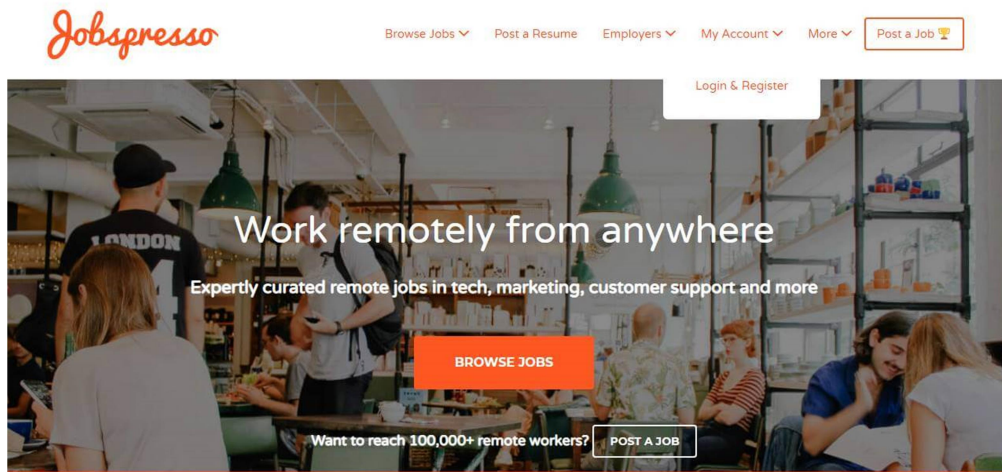 Jobspresso
Browse Jobs Post a Resume Employers My Account More Post a Job 🏆
Login & Register
LONDON
Work remotely from anywhere
Expertly curated remote jobs in tech, marketing, customer support and more
BROWSE JOBS
Want to reach 100,000+ remote workers? POST A JOB